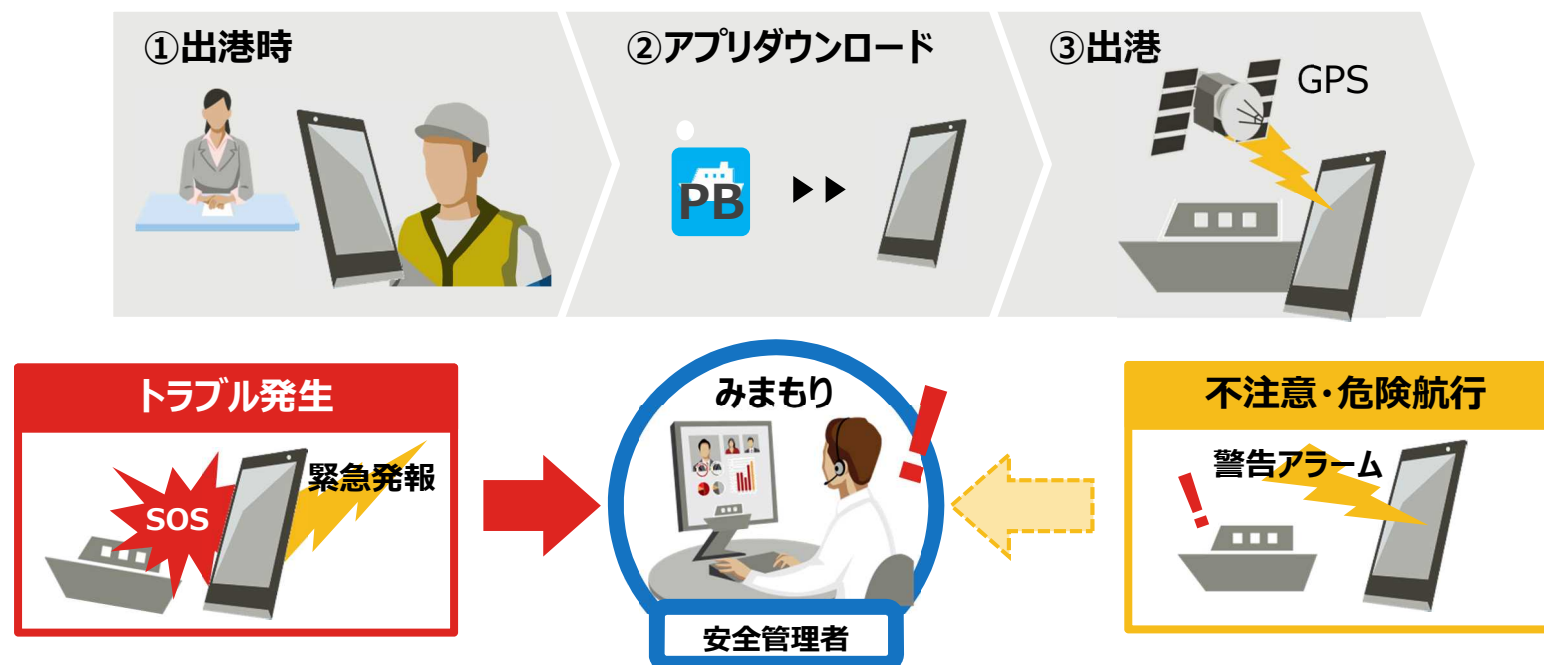 ①出港時
②アプリダウンロード
③出港
GPS
PB
トラブル発生
みまもり
不注意・危険航行
緊急発報
SOS
警告アラーム
安全管理者